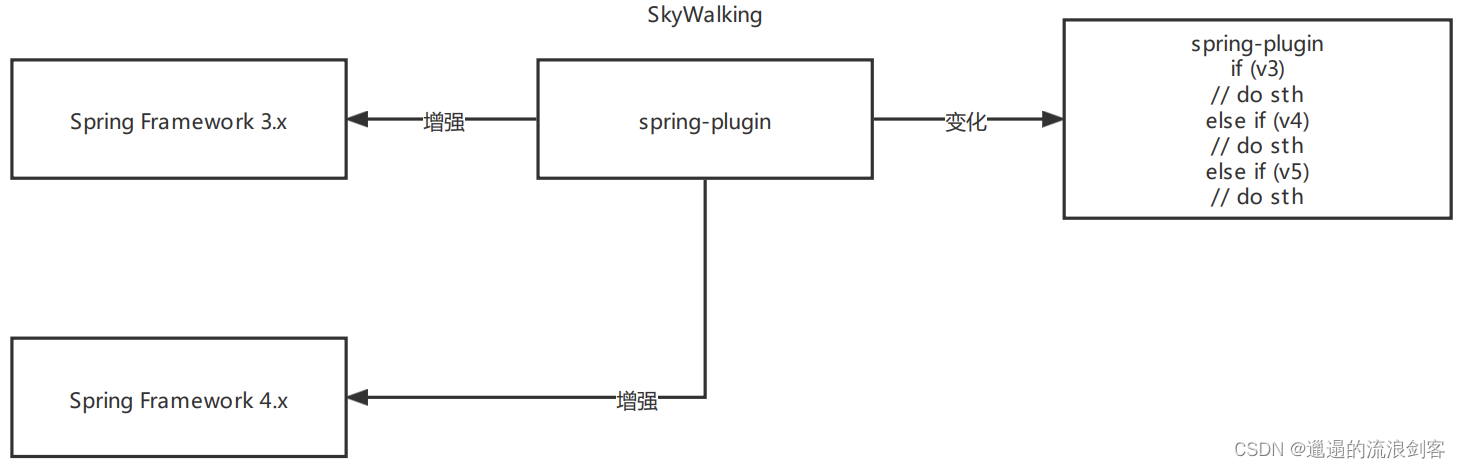 SkyWalking
Spring Framework 3.x
增强
spring-plugin
变化
spring-plugin
if (v3)
// do sth
else if (v4)
// do sth
else if (v5)
// do sth
Spring Framework 4.x
增强
CSDN @邋遢的流浪剑客